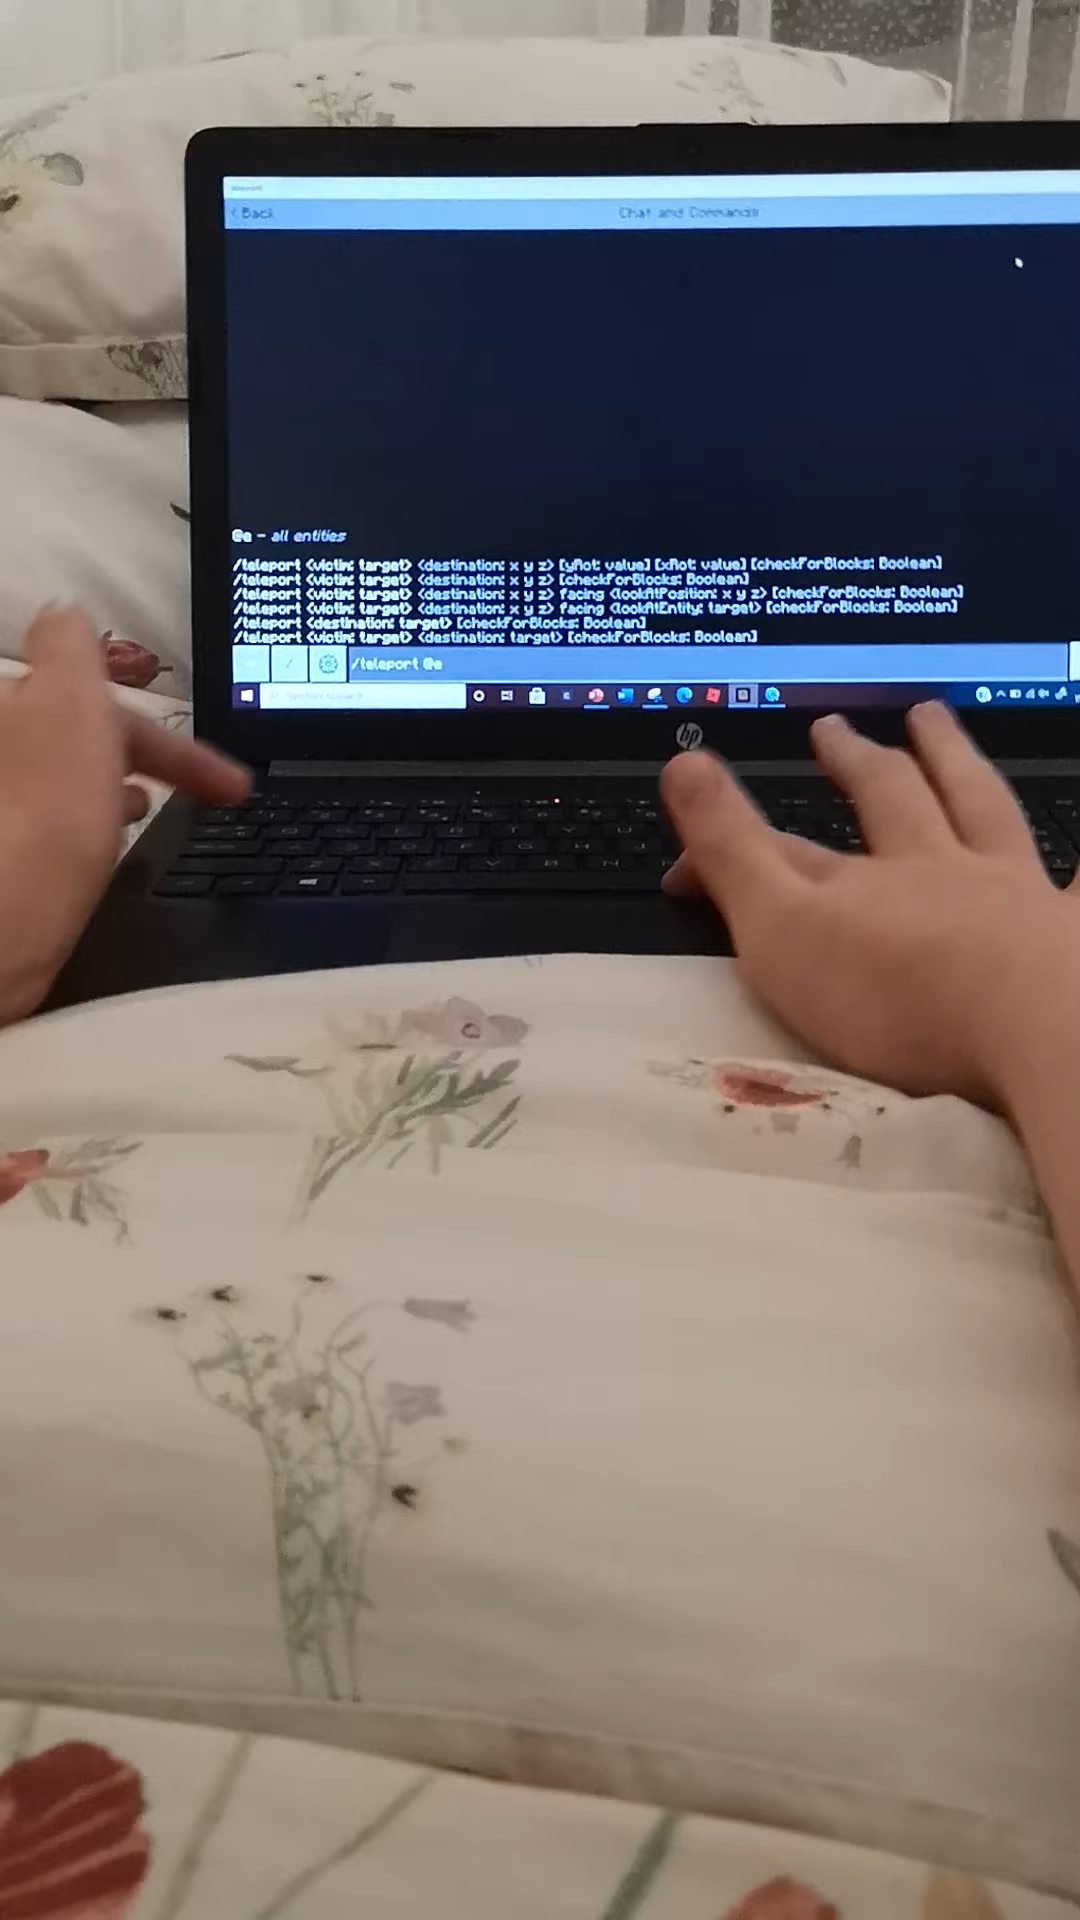 Minecraft
< Back
Chat and Commands
@e - all entities
/teleport <victim: target> <destination: x y z> [yRot: value] [xRot: value] [checkForBlocks: Boolean]
/teleport <victim: target> <destination: x y z> [checkForBlocks: Boolean]
/teleport <victim: target> <destination: x y z> facing <lookAtPosition: x y z> [checkForBlocks: Boolean]
/teleport <victim: target> <destination: x y z> facing <lookAtEntity: target> [checkForBlocks: Boolean]
/teleport <destination: target> [checkForBlocks: Boolean]
/teleport <victim: target> <destination: target> [checkForBlocks: Boolean]
/
/teleport @e
hp